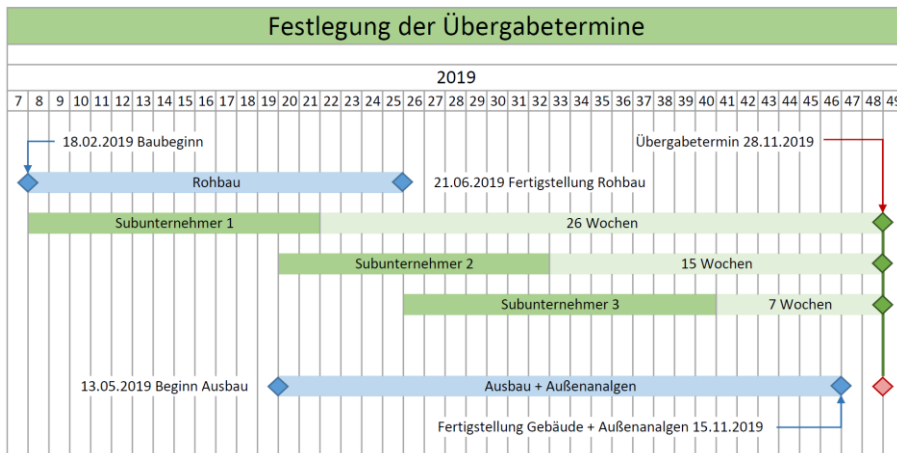 Festlegung der Übergabetermine
2019
7 8 9 10 11 12 13 14 15 16 17 18 19 20 21 22 23 24 25 26 27 28 29 30 31 32 33 34 35 36 37 38 39 40 41 42 43 44 45 46 47 48 49
18.02.2019 Baubeginn
Übergabetermin 28.11.2019
Rohbau
21.06.2019 Fertigstellung Rohbau
Subunternehmer 1
26 Wochen
Subunternehmer 2
15 Wochen
Subunternehmer 3
7 Wochen
13.05.2019 Beginn Ausbau
Ausbau + Außenanalgen
Fertigstellung Gebäude + Außenanalgen 15.11.2019